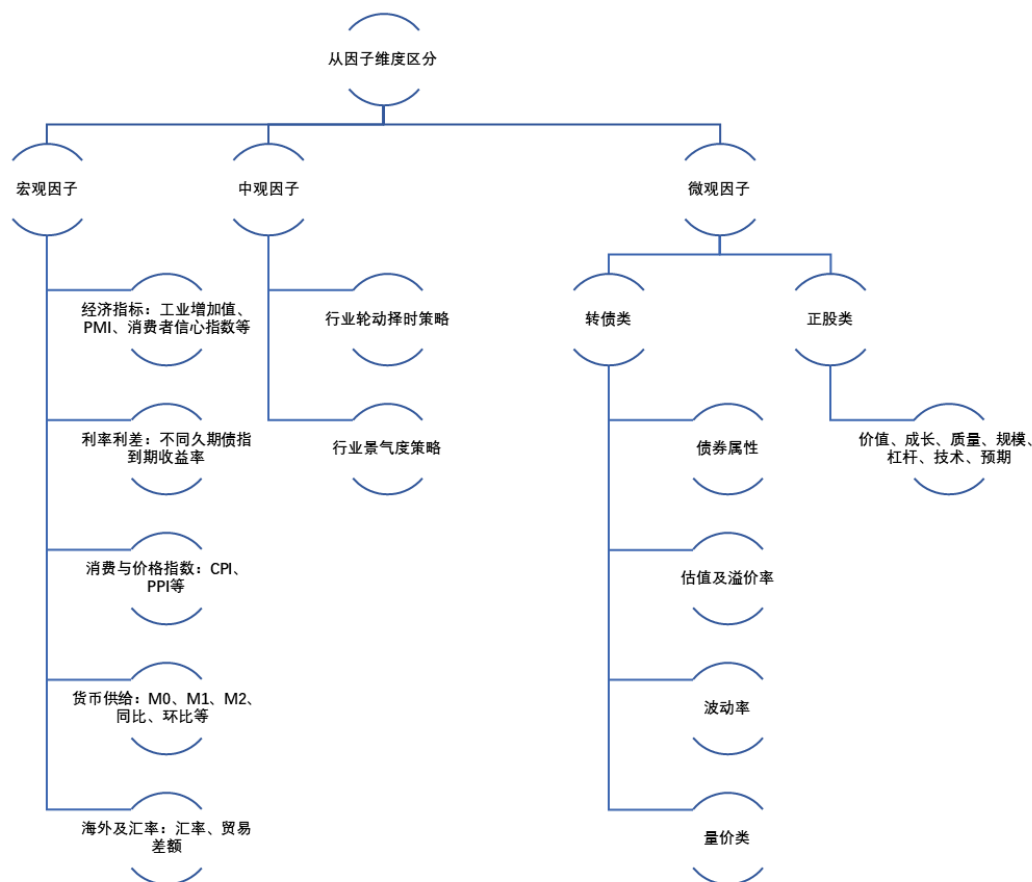 从因子维度区分
宏观因子
中观因子
微观因子
经济指标：工业增加值、
PMI、消费者信心指数等
行业轮动择时策略
转债类
正股类
利率利差：不同久期债指
到期收益率
行业景气度策略
债券属性
价值、成长、质量、规模、
杠杆、技术、预期
消费与价格指数：CPI、
PPI等
估值及溢价率
货币供给：M0、M1、M2、
同比、环比等
波动率
海外及汇率：汇率、贸易
差额
量价类